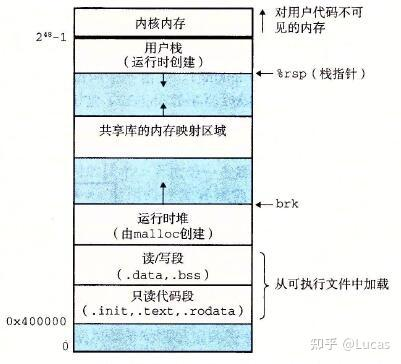 内核内存
对用户代码不可
见的内存
2⁴⁸-1
用户栈
(运行时创建)
%rsp (栈指针)
共享库的内存映射区域
brk
运行时堆
(由malloc创建)
读/写段
(.data,.bss)
从可执行文件中加载
只读代码段
(.init,.text,.rodata)
0x400000
0
知乎 @Lucas